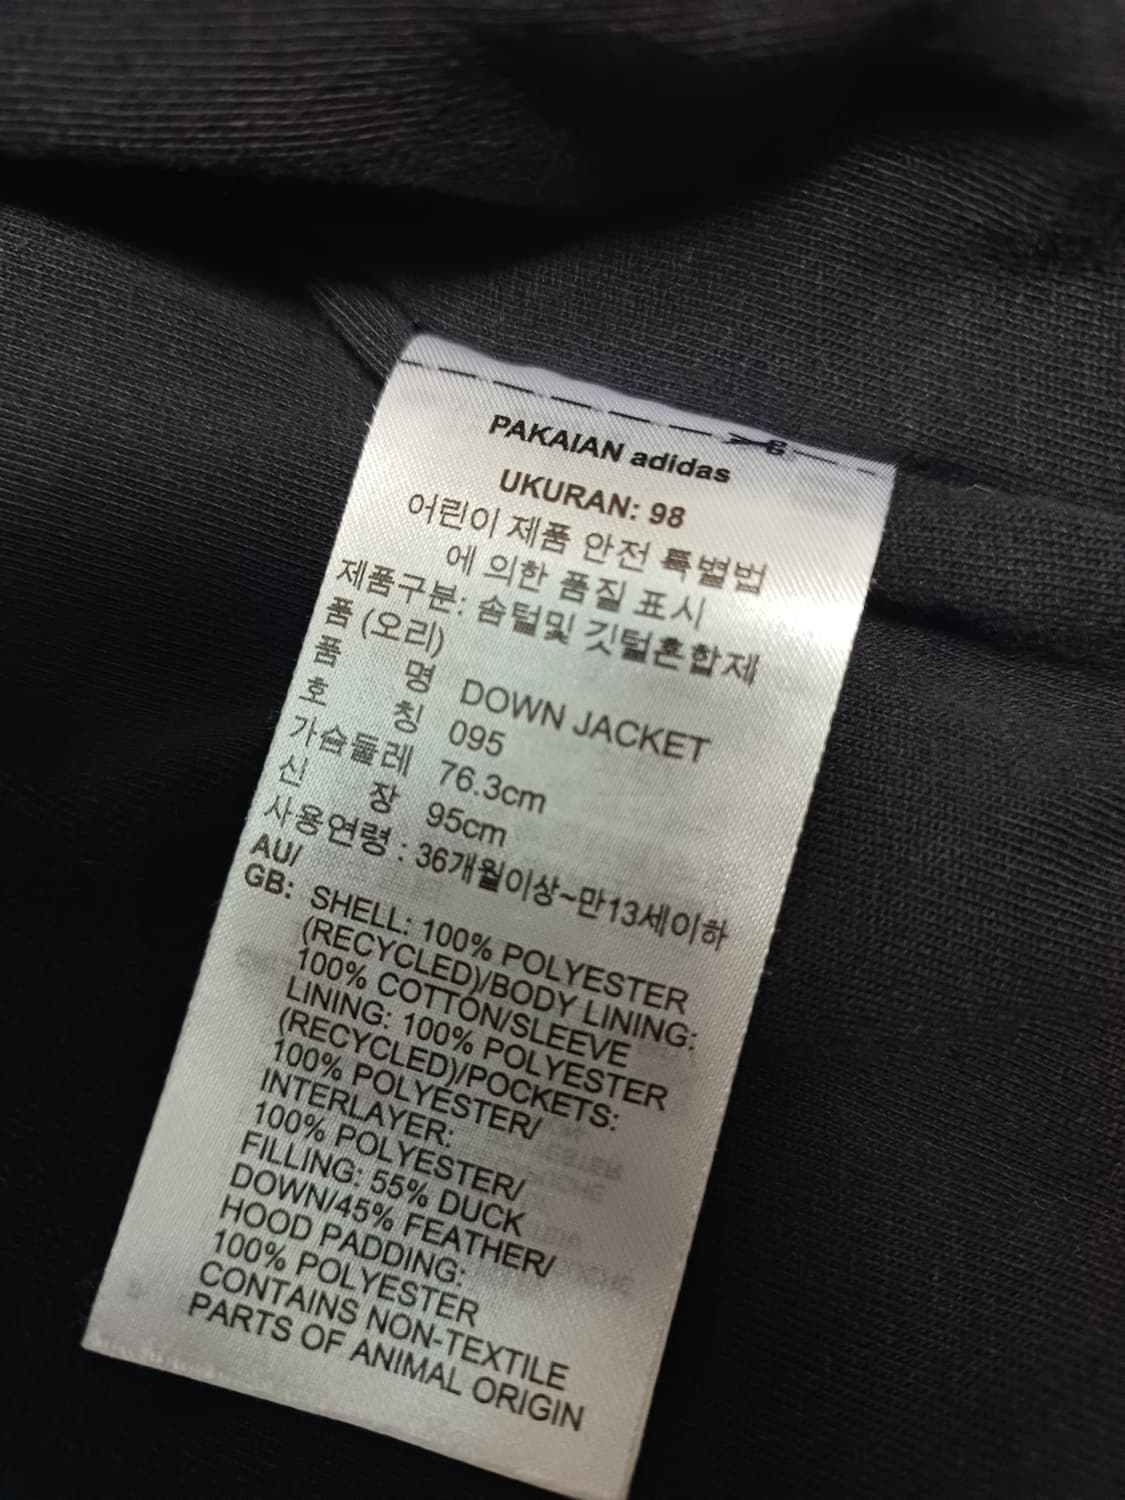 PAKAIAN adidas
UKURAN: 98
어린이 제품 안전 특별법
에 의한 품질 표시
제품구분: 솜털및 깃털혼합제
품 (오리)
품 명 DOWN JACKET
호 칭 095
가슴둘레 76.3cm
신 장 95cm
사용연령 : 36개월이상~만13세이하
AU/
GB: SHELL: 100% POLYESTER
(RECYCLED)/BODY LINING:
100% COTTON/SLEEVE
LINING: 100% POLYESTER
(RECYCLED)/POCKETS:
100% POLYESTER/
INTERLAYER:
100% POLYESTER/
FILLING: 55% DUCK
DOWN/45% FEATHER/
HOOD PADDING:
100% POLYESTER
CONTAINS NON-TEXTILE
PARTS OF ANIMAL ORIGIN